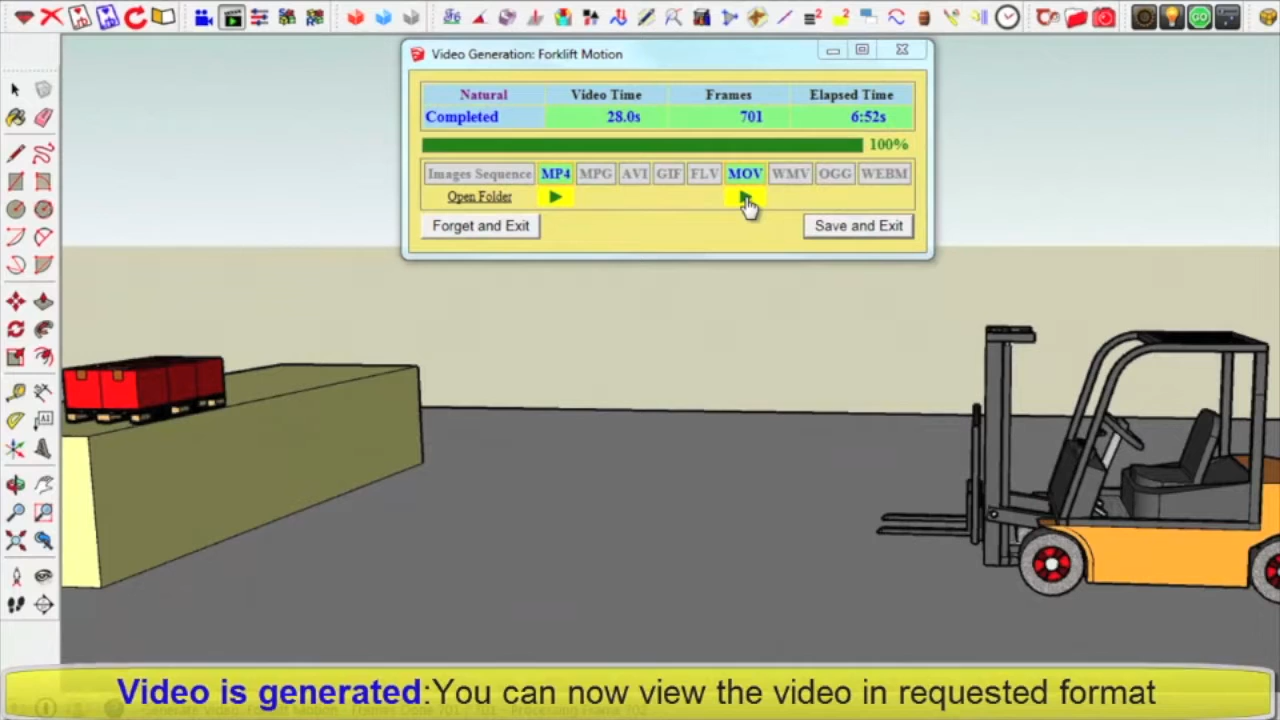 Video Generation: Forklift Motion
Natural Video Time Frames Elapsed Time
Completed 28.0s 701 6:52s
100%
Images Sequence MP4 MPG AVI GIF FLV MOV WMV OGG WEBM
Open Folder
Forget and Exit Save and Exit
Video is generated:You can now view the video in requested format